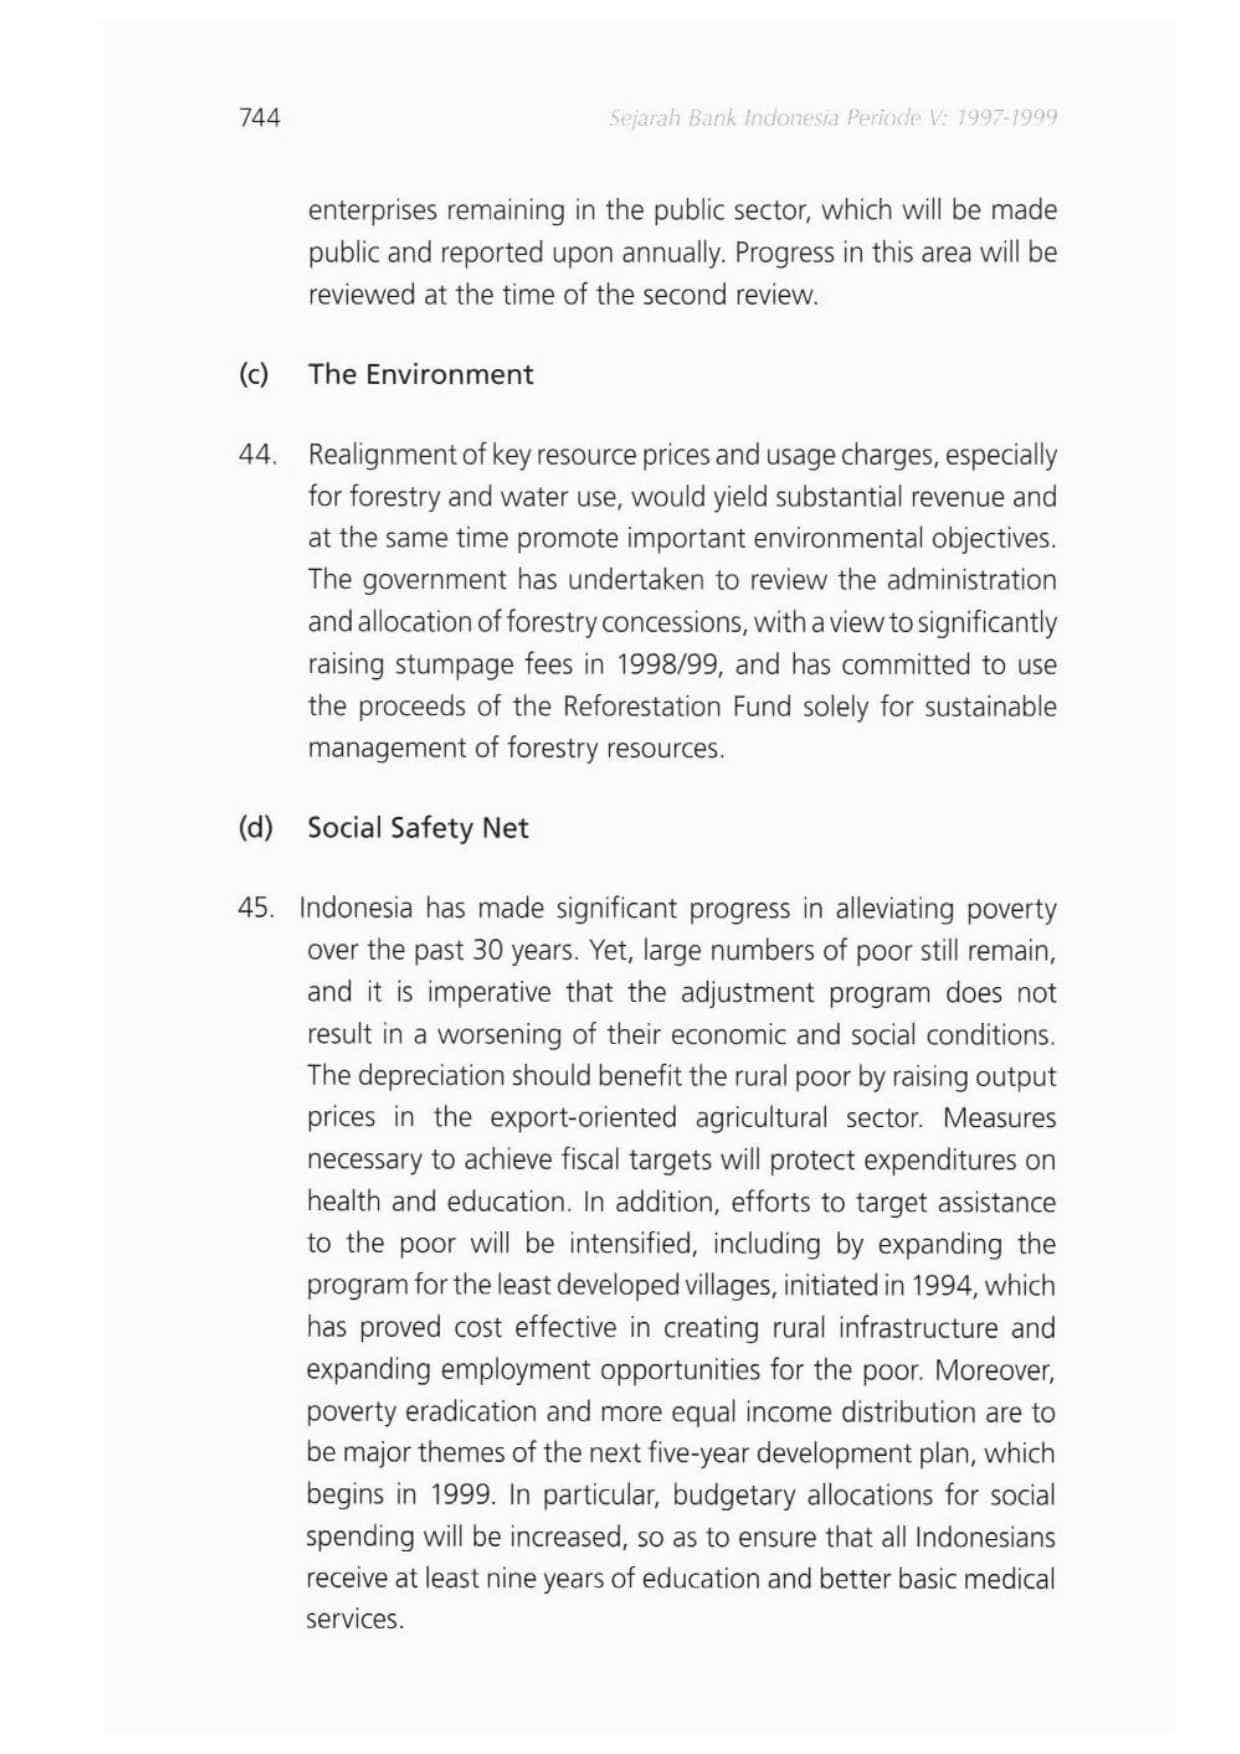 744
Sejarah Bank Indonesia Periode V: 1997-1999
enterprises remaining in the public sector, which will be made
public and reported upon annually. Progress in this area will be
reviewed at the time of the second review.
(c) The Environment
44. Realignment of key resource prices and usage charges, especially
for forestry and water use, would yield substantial revenue and
at the same time promote important environmental objectives.
The government has undertaken to review the administration
and allocation of forestry concessions, with a view to significantly
raising stumpage fees in 1998/99, and has committed to use
the proceeds of the Reforestation Fund solely for sustainable
management of forestry resources.
(d) Social Safety Net
45. Indonesia has made significant progress in alleviating poverty
over the past 30 years. Yet, large numbers of poor still remain,
and it is imperative that the adjustment program does not
result in a worsening of their economic and social conditions.
The depreciation should benefit the rural poor by raising output
prices in the export-oriented agricultural sector. Measures
necessary to achieve fiscal targets will protect expenditures on
health and education. In addition, efforts to target assistance
to the poor will be intensified, including by expanding the
program for the least developed villages, initiated in 1994, which
has proved cost effective in creating rural infrastructure and
expanding employment opportunities for the poor. Moreover,
poverty eradication and more equal income distribution are to
be major themes of the next five-year development plan, which
begins in 1999. In particular, budgetary allocations for social
spending will be increased, so as to ensure that all Indonesians
receive at least nine years of education and better basic medical
services.